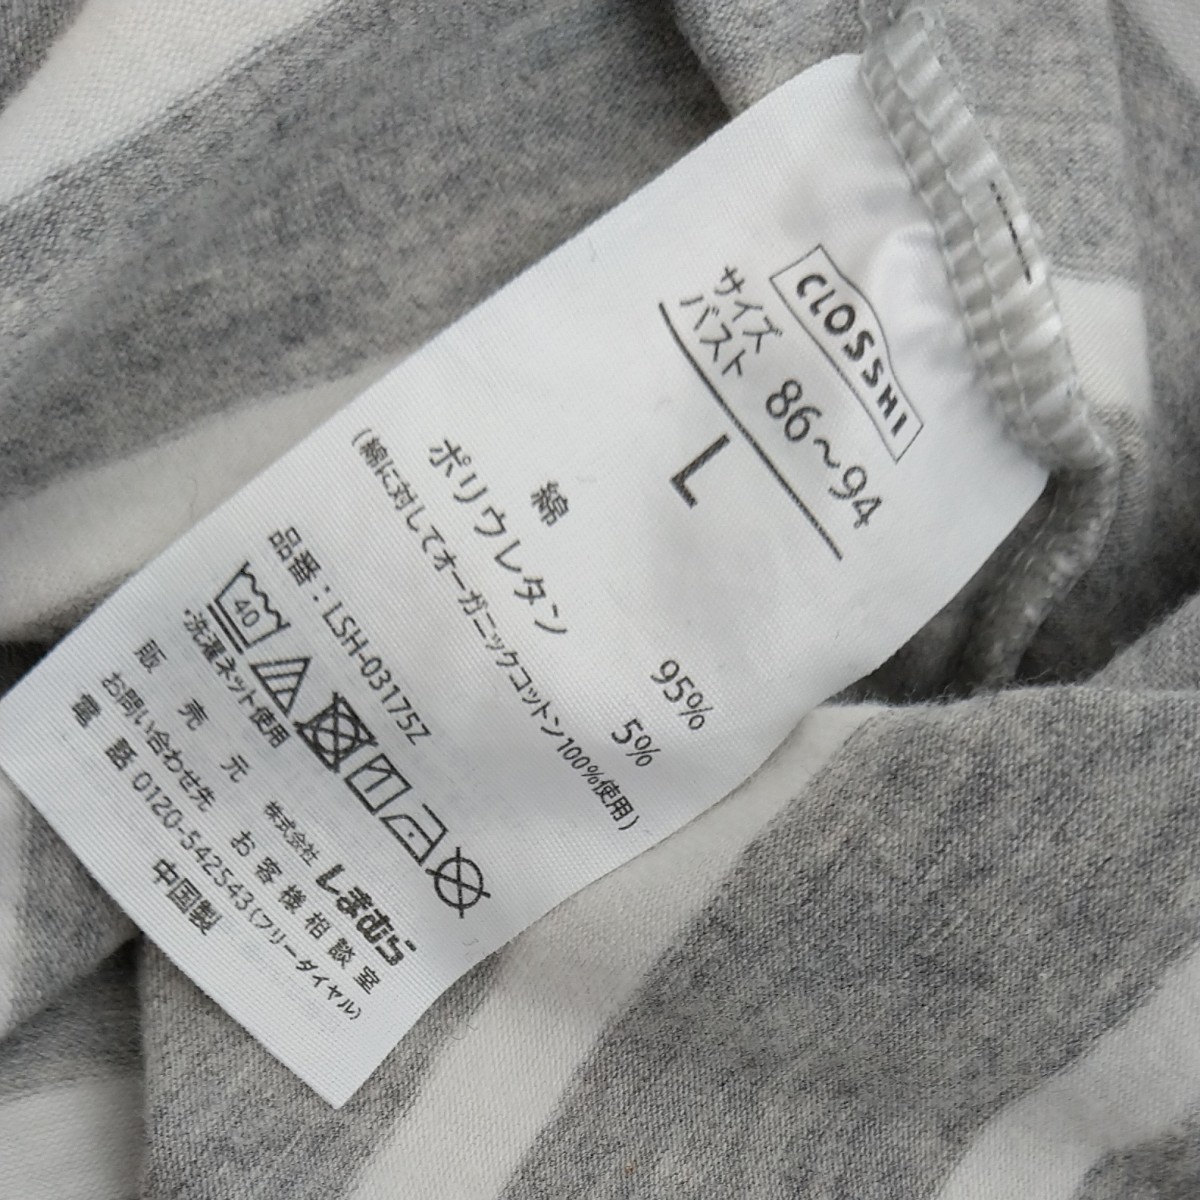 CLOSSHI
サイズ
バスト 86～94
L
綿 95%
ポリウレタン 5%
(綿に対してオーガニックコットン100%使用)
品番：LSH-03175Z
40
・洗濯ネット使用
販売元 株式会社 しまむら
お問い合わせ先 お客様相談室
電話 0120-542543(フリーダイヤル)
中国製